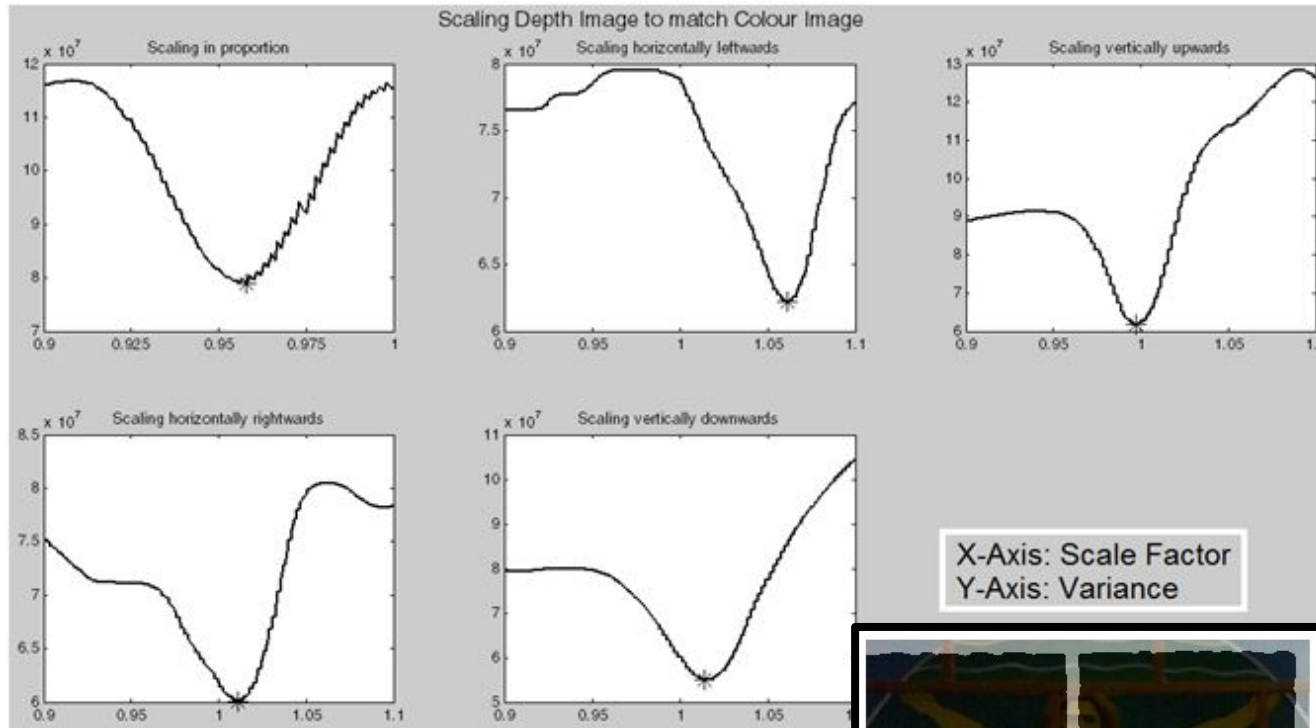 Scaling Depth Image to match Colour Image
Scaling in proportion
x 10^7
12
11
10
9
8
7
0.9 0.925 0.95 0.975 1
Scaling horizontally leftwards
x 10^7
8
7.5
7
6.5
6
0.9 0.95 1 1.05 1.1
Scaling vertically upwards
x 10^7
13
12
11
10
9
8
7
6
0.9 0.95 1 1.05
Scaling horizontally rightwards
x 10^7
8.5
8
7.5
7
6.5
6
0.9 0.95 1 1.05 1.1
Scaling vertically downwards
x 10^7
11
10
9
8
7
6
5
0.9 0.95 1 1.05
X-Axis: Scale Factor
Y-Axis: Variance